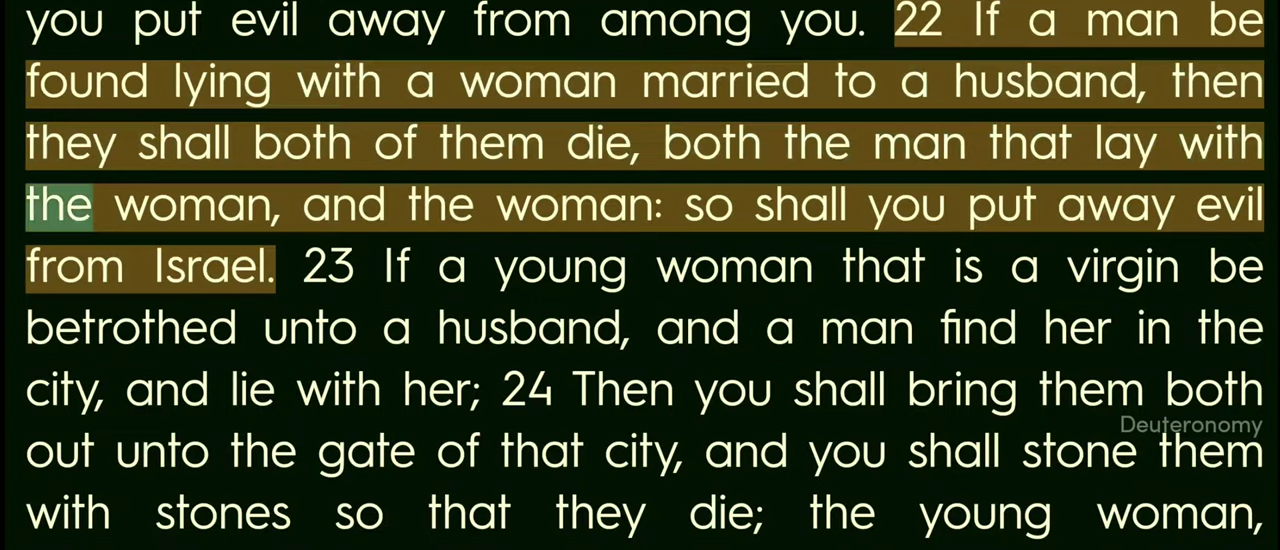 you put evil away from among you. 22 If a man be
found lying with a woman married to a husband, then
they shall both of them die, both the man that lay with
the woman, and the woman: so shall you put away evil
from Israel. 23 If a young woman that is a virgin be
betrothed unto a husband, and a man find her in the
city, and lie with her; 24 Then you shall bring them both
Deuteronomy
out unto the gate of that city, and you shall stone them
with stones so that they die; the young woman,